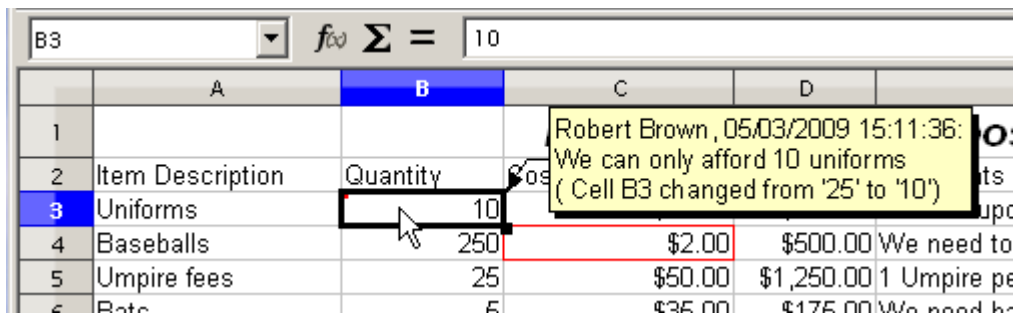 B3 f(x) Σ = 10
A B C D
1
Robert Brown, 05/03/2009 15:11:36:
We can only afford 10 uniforms
( Cell B3 changed from '25' to '10')
2 Item Description Quantity
3 Uniforms 10
4 Baseballs 250 $2.00 $500.00 We need to
5 Umpire fees 25 $50.00 $1,250.00 1 Umpire pe
6 Bats 5 $35.00 $175.00 We need ba